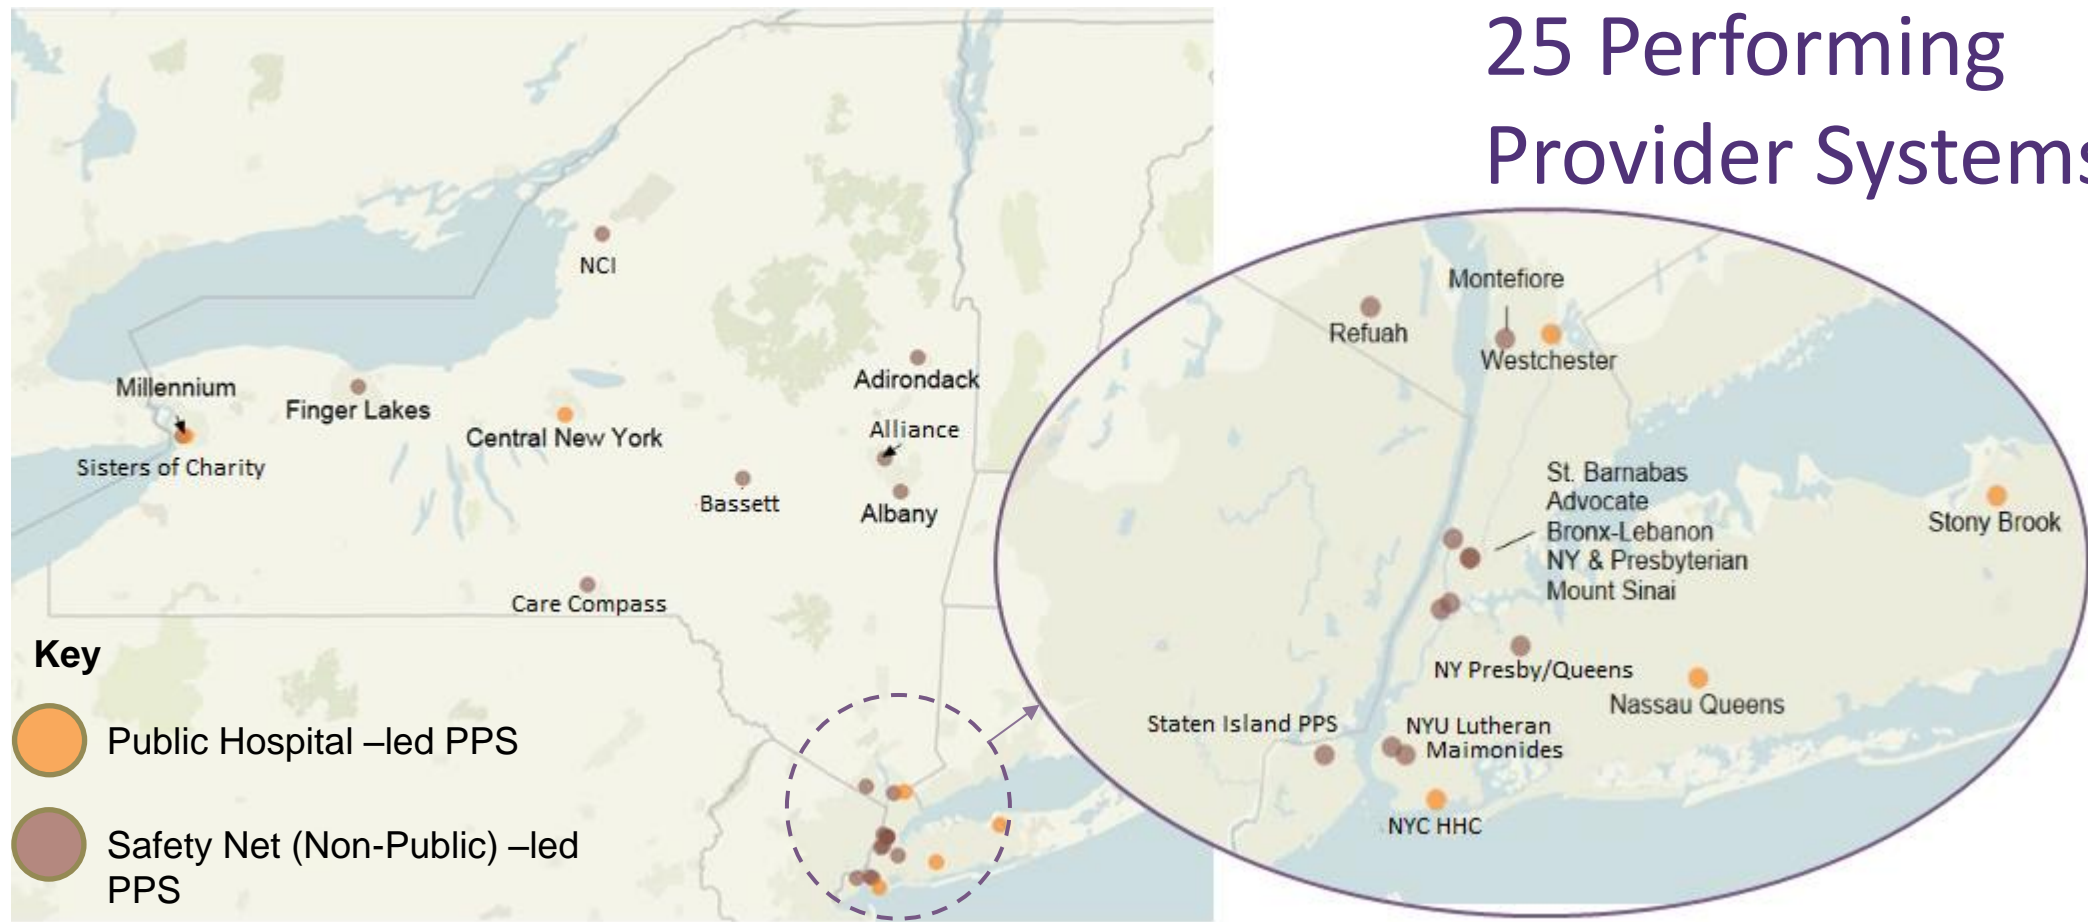 25 Performing
Provider Systems
NCI
Millennium
Finger Lakes
Central New York
Sisters of Charity
Adirondack
Alliance
Bassett
Albany
Care Compass
Key
Public Hospital –led PPS
Safety Net (Non-Public) –led
PPS
Montefiore
Refuah
Westchester
St. Barnabas
Advocate
Bronx-Lebanon
NY & Presbyterian
Mount Sinai
Stony Brook
NY Presby/Queens
Nassau Queens
Staten Island PPS
NYU Lutheran
Maimonides
NYC HHC